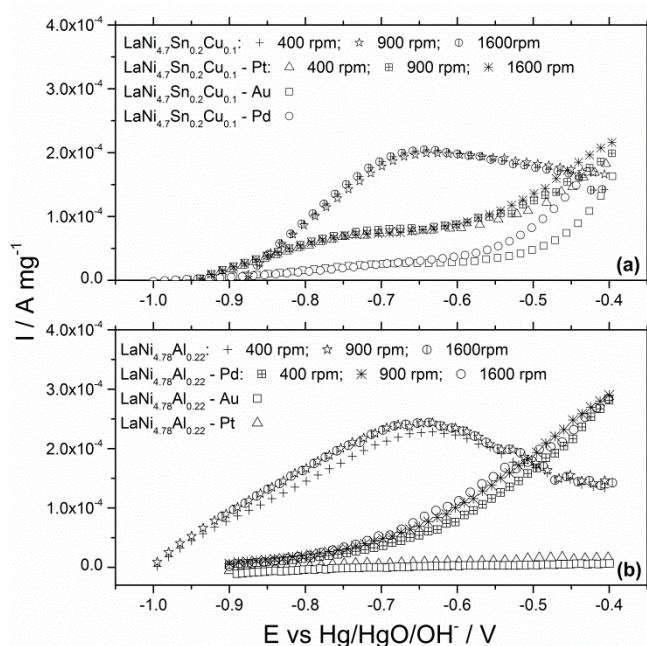 4.0x10⁻⁴
LaNi₄.₇Sn₀.₂Cu₀.₁: 400 rpm; 900 rpm; 1600rpm
LaNi₄.₇Sn₀.₂Cu₀.₁ - Pt: 400 rpm; 900 rpm; 1600 rpm
3.0x10⁻⁴
LaNi₄.₇Sn₀.₂Cu₀.₁ - Au
LaNi₄.₇Sn₀.₂Cu₀.₁ - Pd
2.0x10⁻⁴
1.0x10⁻⁴
0.0
(a)
-1.0 -0.9 -0.8 -0.7 -0.6 -0.5 -0.4
I / A mg⁻¹
4.0x10⁻⁴
LaNi₄.₇₈Al₀.₂₂: 400 rpm; 900 rpm; 1600rpm
LaNi₄.₇₈Al₀.₂₂ - Pd: 400 rpm; 900 rpm; 1600 rpm
3.0x10⁻⁴
LaNi₄.₇₈Al₀.₂₂ - Au
LaNi₄.₇₈Al₀.₂₂ - Pt
2.0x10⁻⁴
1.0x10⁻⁴
0.0
(b)
-1.0 -0.9 -0.8 -0.7 -0.6 -0.5 -0.4
E vs Hg/HgO/OH⁻ / V